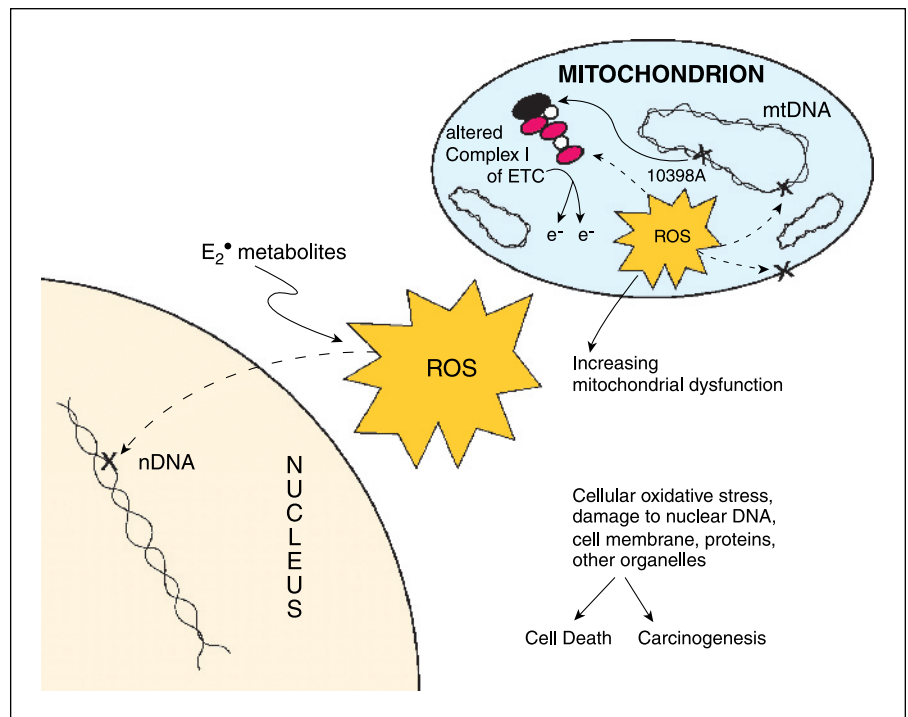 MITOCHONDRION
mtDNA
altered
Complex I
of ETC
10398A
e-
e-
ROS
E2• metabolites
ROS
Increasing
mitochondrial dysfunction
nDNA
NUCLEUS
Cellular oxidative stress,
damage to nuclear DNA,
cell membrane, proteins,
other organelles
Cell Death
Carcinogenesis